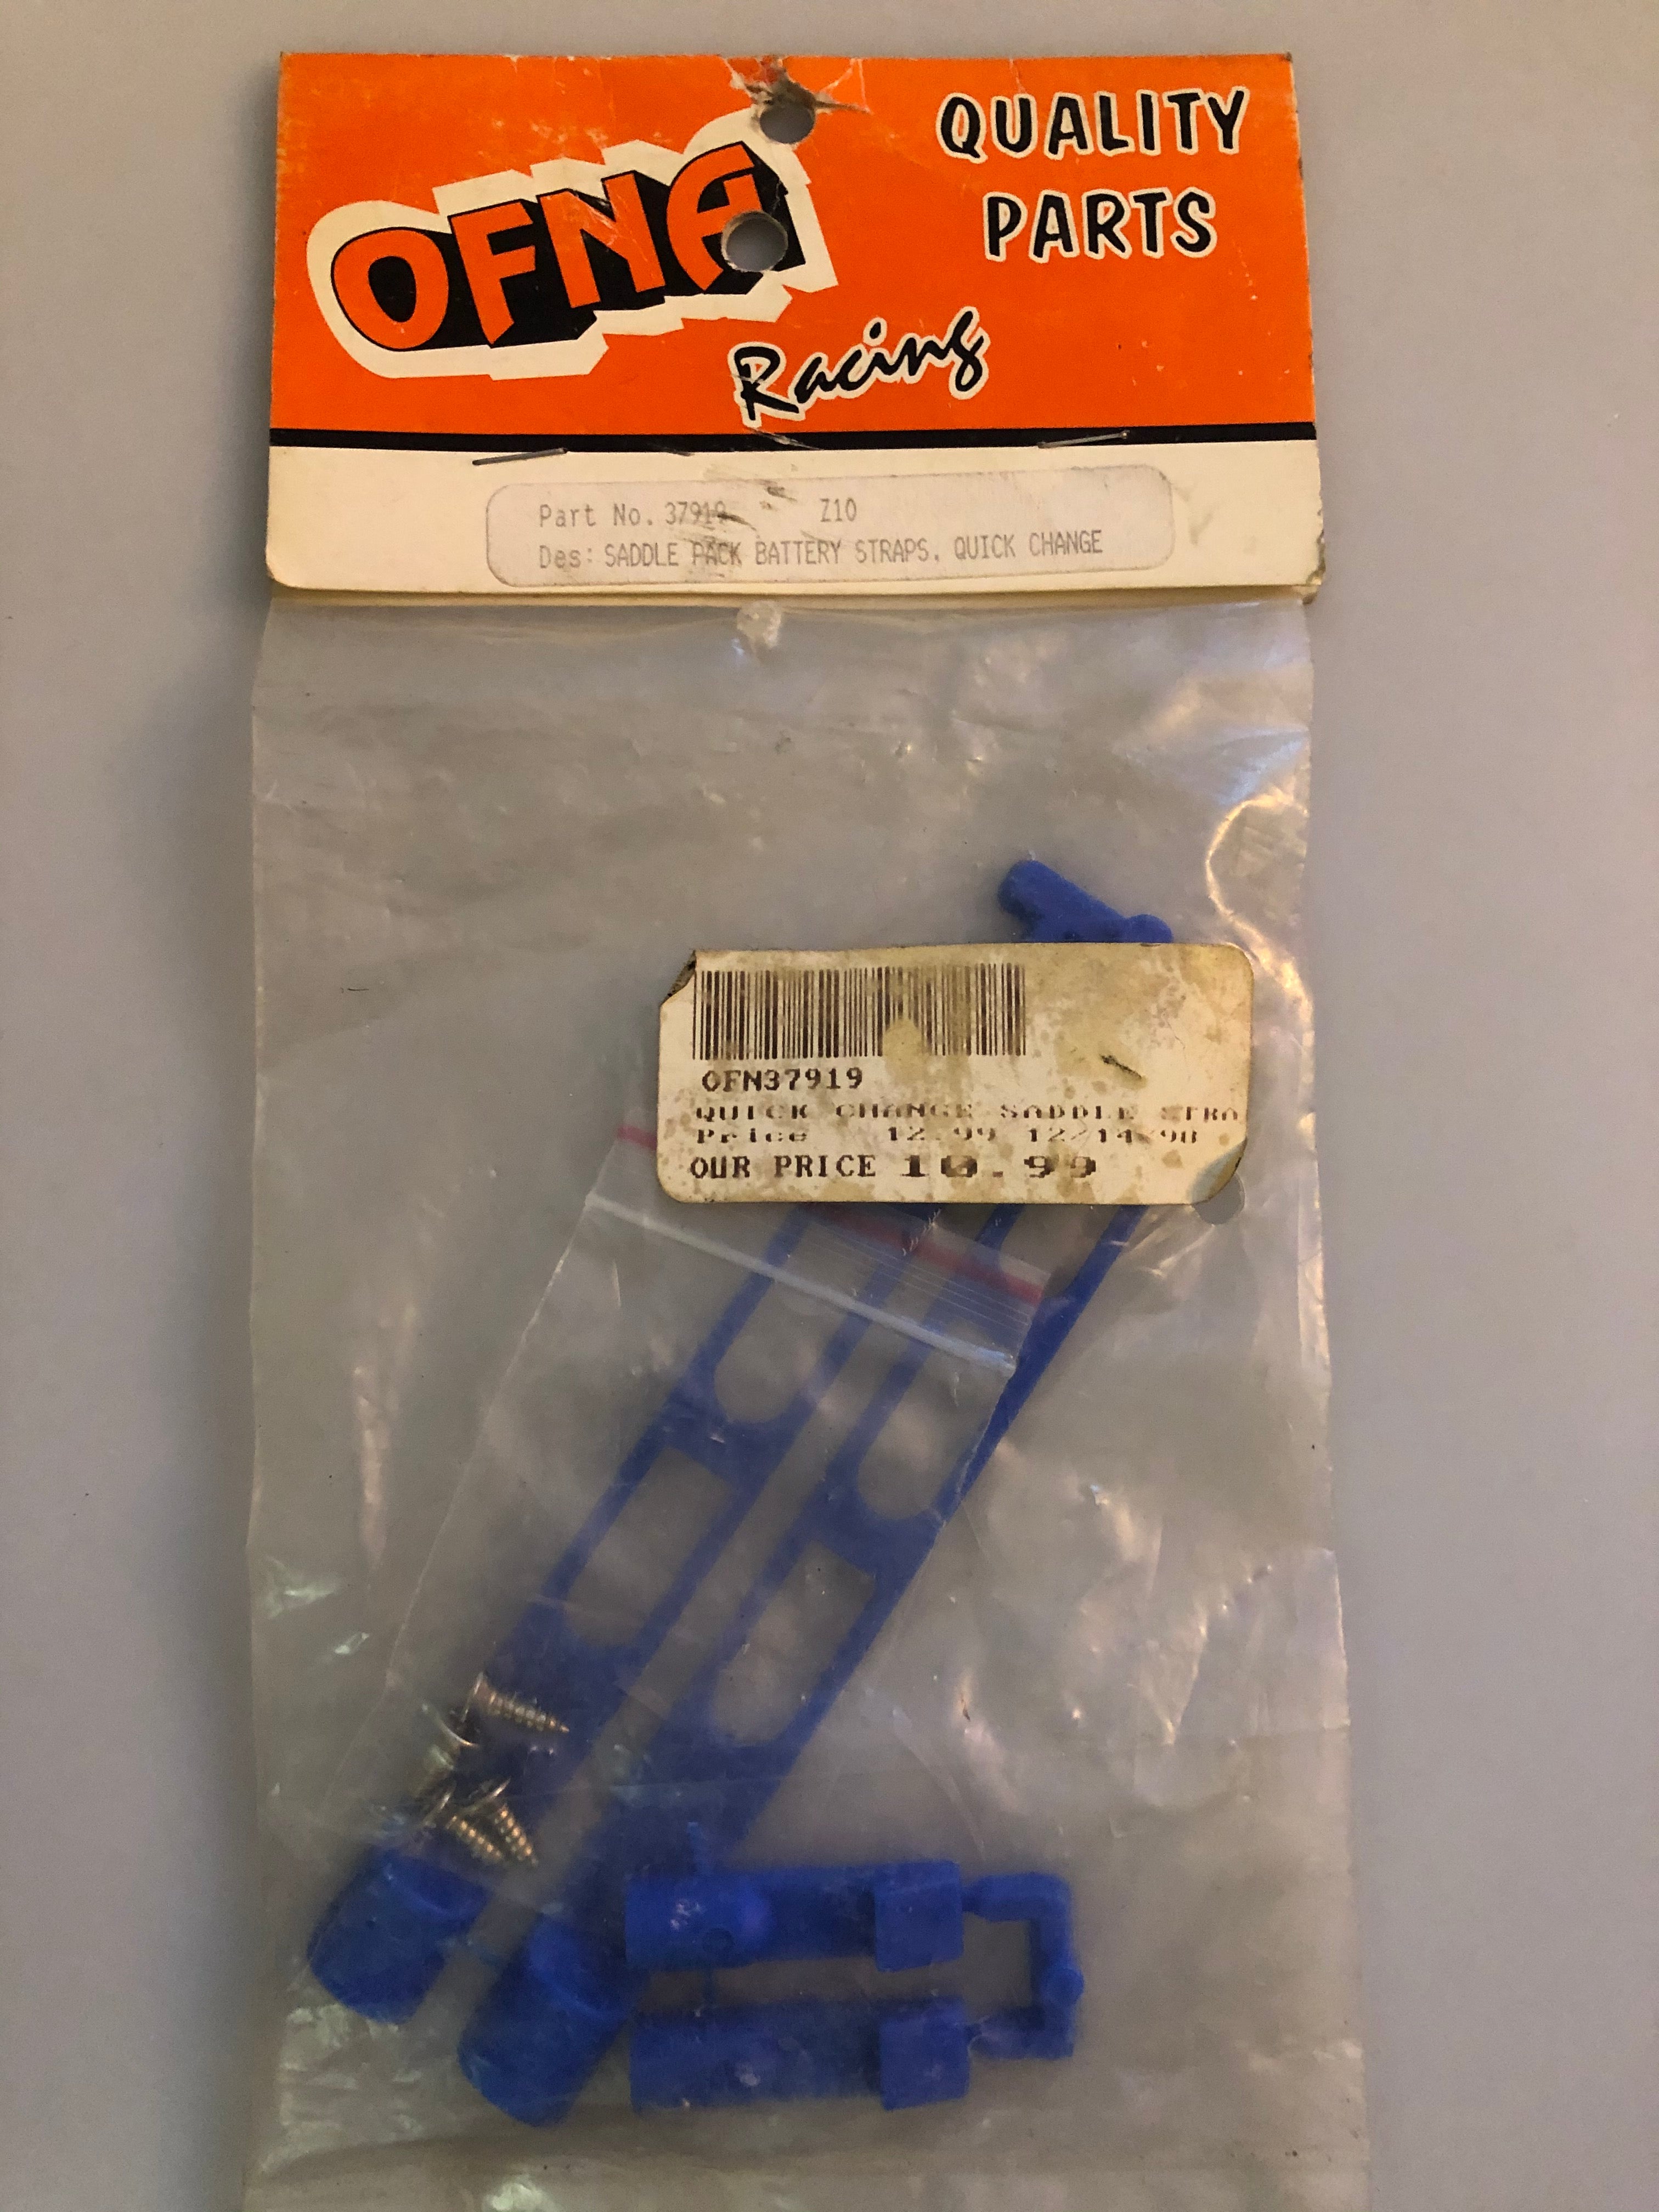 OFNA
Racing
QUALITY
PARTS
Part No. 37919 Z10
Des: SADDLE PACK BATTERY STRAPS. QUICK CHANGE
OFN37919
QUICK CHANGE SADDLE STRA
Price 12.99 12/14/98
OUR PRICE 10.99